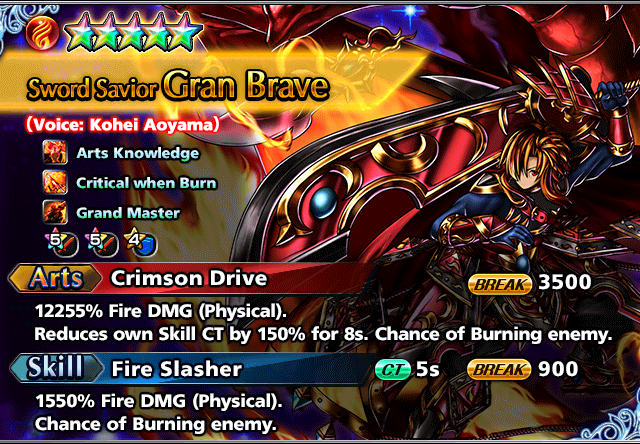 Sword Savior Gran Brave
(Voice: Kohei Aoyama)
Arts Knowledge
Critical when Burn
Grand Master
5 5 4
Arts Crimson Drive BREAK 3500
12255% Fire DMG (Physical).
Reduces own Skill CT by 150% for 8s. Chance of Burning enemy.
Skill Fire Slasher CT 5s BREAK 900
1550% Fire DMG (Physical).
Chance of Burning enemy.